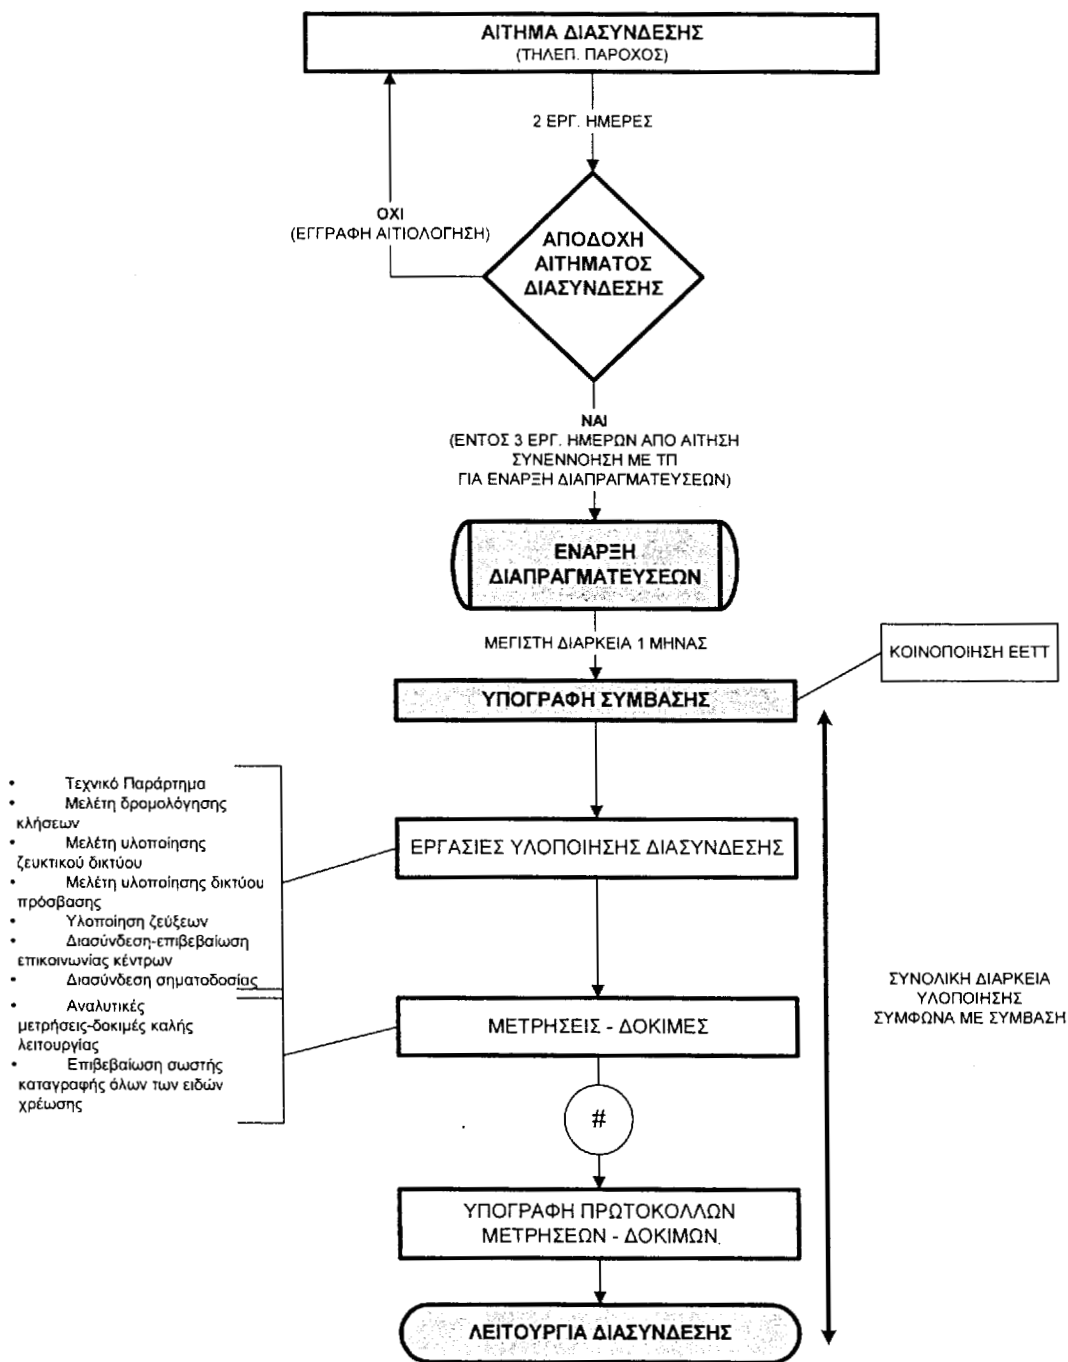 ΑΙΤΗΜΑ ΔΙΑΣΥΝΔΕΣΗΣ
(ΤΗΛΕΠ. ΠΑΡΟΧΟΣ)
2 ΕΡΓ. ΗΜΕΡΕΣ
ΟΧΙ
(ΕΓΓΡΑΦΗ ΑΙΤΙΟΛΟΓΗΣΗ)
ΑΠΟΔΟΧΗ
ΑΙΤΗΜΑΤΟΣ
ΔΙΑΣΥΝΔΕΣΗΣ
ΝΑΙ
(ΕΝΤΟΣ 3 ΕΡΓ. ΗΜΕΡΩΝ ΑΠΟ ΑΙΤΗΣΗ
ΣΥΝΕΝΝΟΗΣΗ ΜΕ ΤΠ
ΓΙΑ ΕΝΑΡΞΗ ΔΙΑΠΡΑΓΜΑΤΕΥΣΕΩΝ)
ΕΝΑΡΞΗ
ΔΙΑΠΡΑΓΜΑΤΕΥΣΕΩΝ
ΜΕΓΙΣΤΗ ΔΙΑΡΚΕΙΑ 1 ΜΗΝΑΣ
ΚΟΙΝΟΠΟΙΗΣΗ ΕΕΤΤ
ΥΠΟΓΡΑΦΗ ΣΥΜΒΑΣΗΣ
• Τεχνικό Παράρτημα
• Μελέτη δρομολόγησης
κλήσεων
• Μελέτη υλοποίησης
ζευκτικού δικτύου
• Μελέτη υλοποίησης δικτύου
πρόσβασης
• Υλοποίηση ζεύξεων
• Διασύνδεση-επιβεβαίωση
επικοινωνίας κέντρων
• Διασύνδεση σηματοδοσίας
ΕΡΓΑΣΙΕΣ ΥΛΟΠΟΙΗΣΗΣ ΔΙΑΣΥΝΔΕΣΗΣ
• Αναλυτικές
μετρήσεις-δοκιμές καλής
λειτουργίας
• Επιβεβαίωση σωστής
καταγραφής όλων των ειδών
χρέωσης
ΜΕΤΡΗΣΕΙΣ - ΔΟΚΙΜΕΣ
ΣΥΝΟΛΙΚΗ ΔΙΑΡΚΕΙΑ
ΥΛΟΠΟΙΗΣΗΣ
ΣΥΜΦΩΝΑ ΜΕ ΣΥΜΒΑΣΗ
#
ΥΠΟΓΡΑΦΗ ΠΡΩΤΟΚΟΛΛΩΝ
ΜΕΤΡΗΣΕΩΝ - ΔΟΚΙΜΩΝ.
ΛΕΙΤΟΥΡΓΙΑ ΔΙΑΣΥΝΔΕΣΗΣ